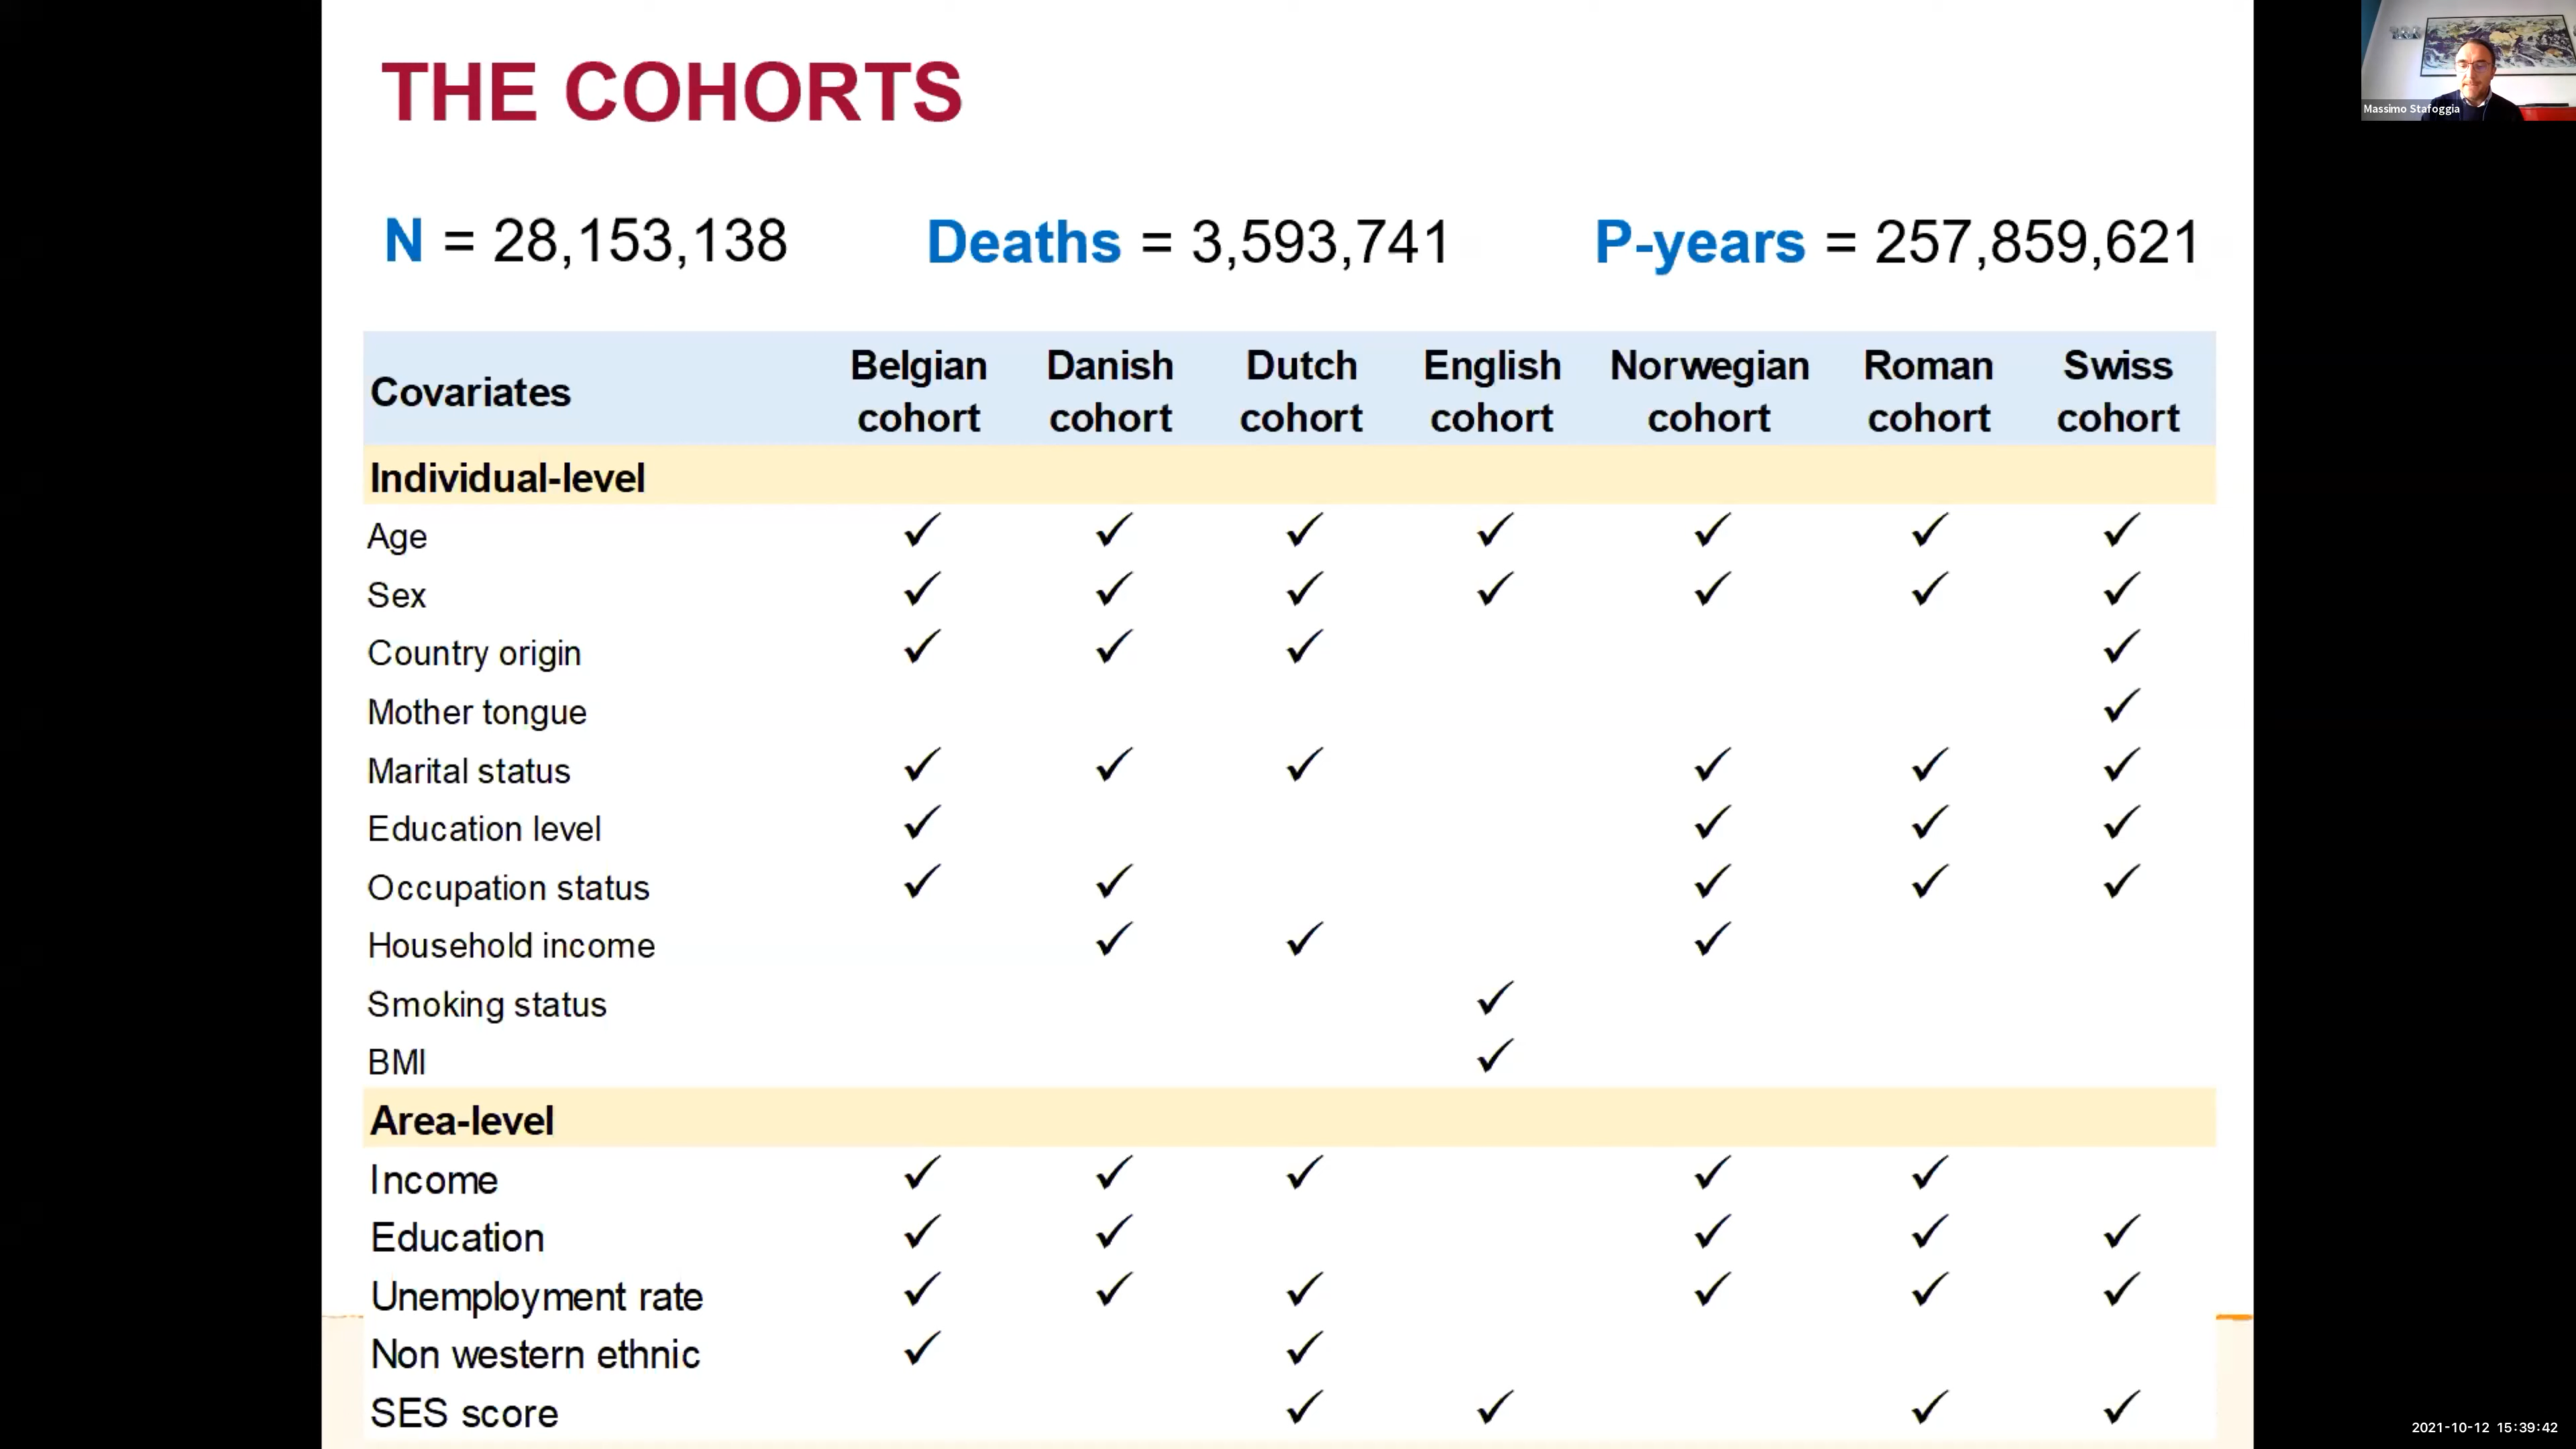 THE COHORTS
Massimo Stafoggia
N = 28,153,138 Deaths = 3,593,741 P-years = 257,859,621
Covariates Belgian cohort Danish cohort Dutch cohort English cohort Norwegian cohort Roman cohort Swiss cohort
Individual-level
Age ✓ ✓ ✓ ✓ ✓ ✓ ✓
Sex ✓ ✓ ✓ ✓ ✓ ✓ ✓
Country origin ✓ ✓ ✓ ✓
Mother tongue ✓
Marital status ✓ ✓ ✓ ✓ ✓ ✓
Education level ✓ ✓ ✓ ✓
Occupation status ✓ ✓ ✓ ✓ ✓
Household income ✓ ✓ ✓
Smoking status ✓
BMI ✓
Area-level
Income ✓ ✓ ✓ ✓ ✓
Education ✓ ✓ ✓ ✓ ✓
Unemployment rate ✓ ✓ ✓ ✓ ✓ ✓
Non western ethnic ✓ ✓
SES score ✓ ✓ ✓ ✓
2021-10-12 15:39:42